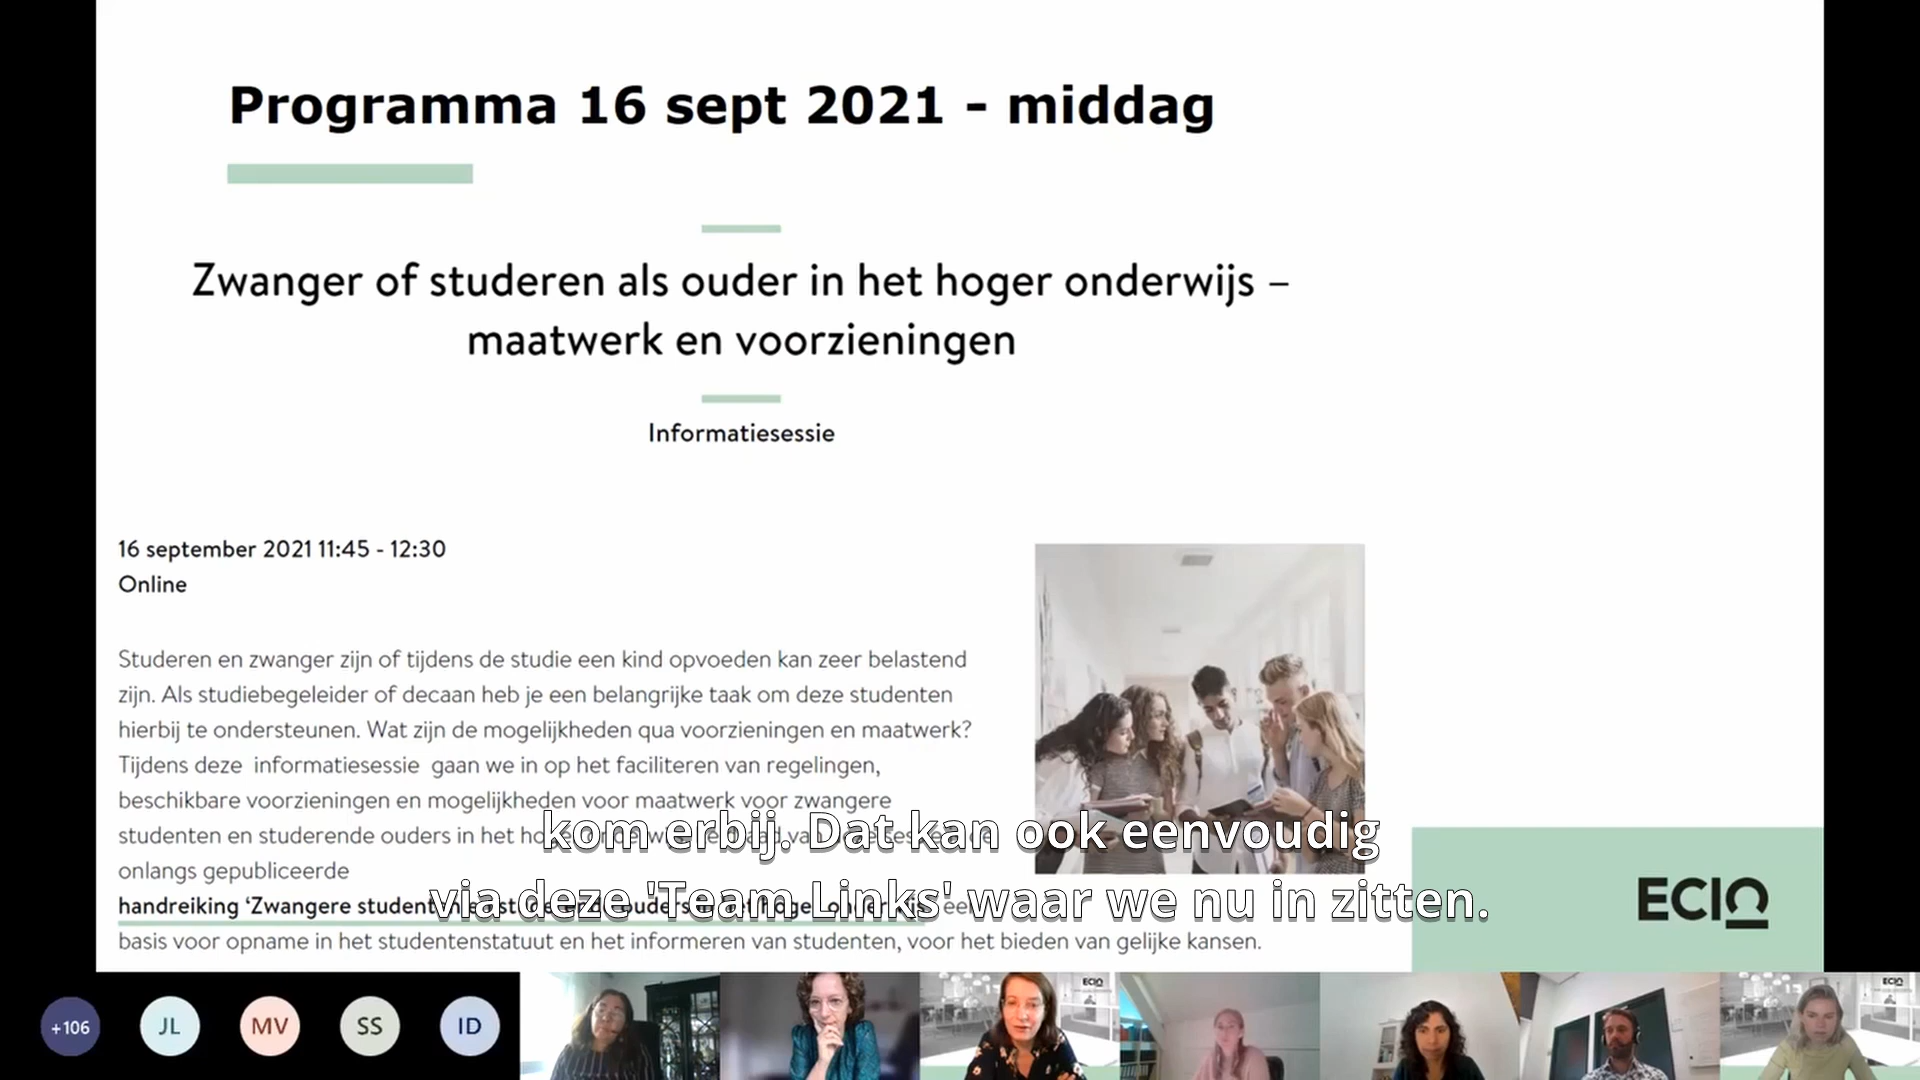 Programma 16 sept 2021 - middag
Zwanger of studeren als ouder in het hoger onderwijs –
maatwerk en voorzieningen
Informatiesessie
16 september 2021 11:45 - 12:30
Online
Studeren en zwanger zijn of tijdens de studie een kind opvoeden kan zeer belastend
zijn. Als studiebegeleider of decaan heb je een belangrijke taak om deze studenten
hierbij te ondersteunen. Wat zijn de mogelijkheden qua voorzieningen en maatwerk?
Tijdens deze informatiesessie gaan we in op het faciliteren van regelingen,
beschikbare voorzieningen en mogelijkheden voor maatwerk voor zwangere
studenten en studerende ouders in het
onlangs gepubliceerde
handreiking ‘Zwangere
basis voor opname in het studentenstatuut en het informeren van studenten, voor het bieden van gelijke kansen.
kom erbij. Dat kan ook eenvoudig
via deze 'Team Links' waar we nu in zitten.
ECIO
+106
JL
MV
SS
ID
ECIO
ECIO